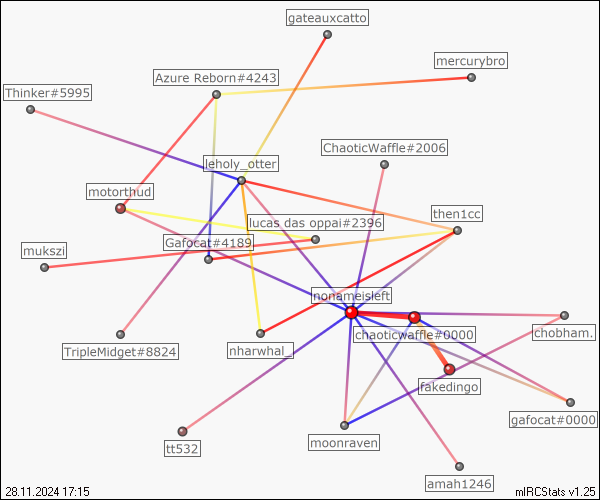 gateauxcatto
mercurybro
Azure Reborn#4243
Thinker#5995
ChaoticWaffle#2006
leholy_otter
motorthud
then1cc
lucas das oppai#2396
Gafocat#4189
mukszi
nonameisleft
chaoticwaffle#0000
chobham.
TripleMidget#8824
nharwhal_
fakedingo
gafocat#0000
moonraven
tt532
amah1246
28.11.2024 17:15
mIRCStats v1.25